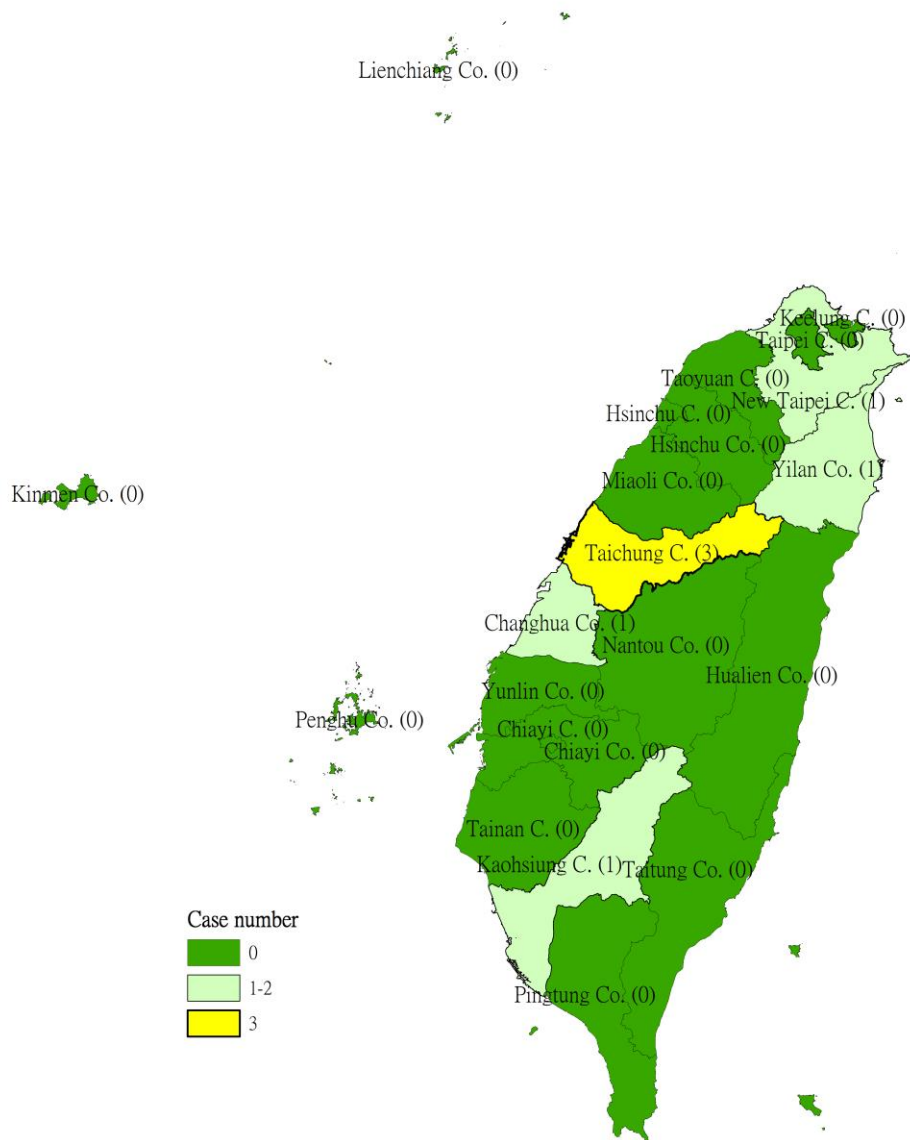 Lienchiang Co. (0)
Keelung C. (0)
Taipei C. (0)
Taoyuan C. (0)
New Taipei C. (1)
Hsinchu C. (0)
Hsinchu Co. (0)
Yilan Co. (1)
Miaoli Co. (0)
Kinmen Co. (0)
Taichung C. (3)
Changhua Co. (1)
Nantou Co. (0)
Hualien Co. (0)
Yunlin Co. (0)
Penghu Co. (0)
Chiayi C. (0)
Chiayi Co. (0)
Tainan C. (0)
Kaohsiung C. (1)
Taitung Co. (0)
Pingtung Co. (0)
Case number
0
1-2
3